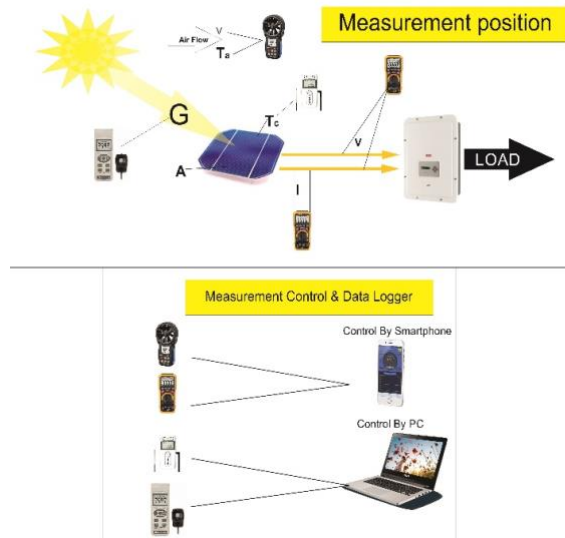 Measurement position
V
Air Flow
Ta
G
Tc
A
V
I
LOAD
Measurement Control & Data Logger
Control By Smartphone
Control By PC